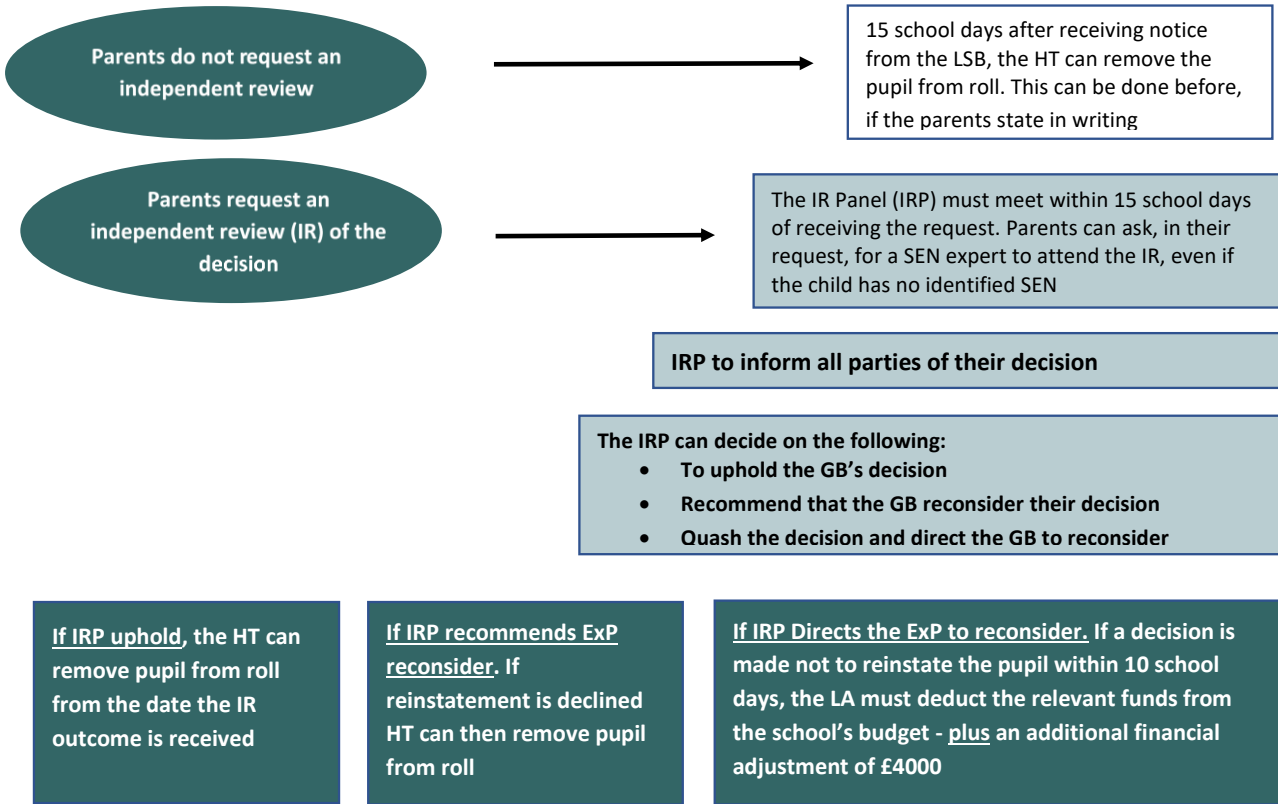 Parents do not request an
independent review
15 school days after receiving notice
from the LSB, the HT can remove the
pupil from roll. This can be done before,
if the parents state in writing
Parents request an
independent review (IR) of the
decision
The IR Panel (IRP) must meet within 15 school days
of receiving the request. Parents can ask, in their
request, for a SEN expert to attend the IR, even if
the child has no identified SEN
IRP to inform all parties of their decision
The IRP can decide on the following:
• To uphold the GB's decision
• Recommend that the GB reconsider their decision
• Quash the decision and direct the GB to reconsider
If IRP uphold, the HT can
remove pupil from roll
from the date the IR
outcome is received
If IRP recommends ExP
reconsider. If
reinstatement is declined
HT can then remove pupil
from roll
If IRP Directs the ExP to reconsider. If a decision is
made not to reinstate the pupil within 10 school
days, the LA must deduct the relevant funds from
the school's budget - plus an additional financial
adjustment of £4000